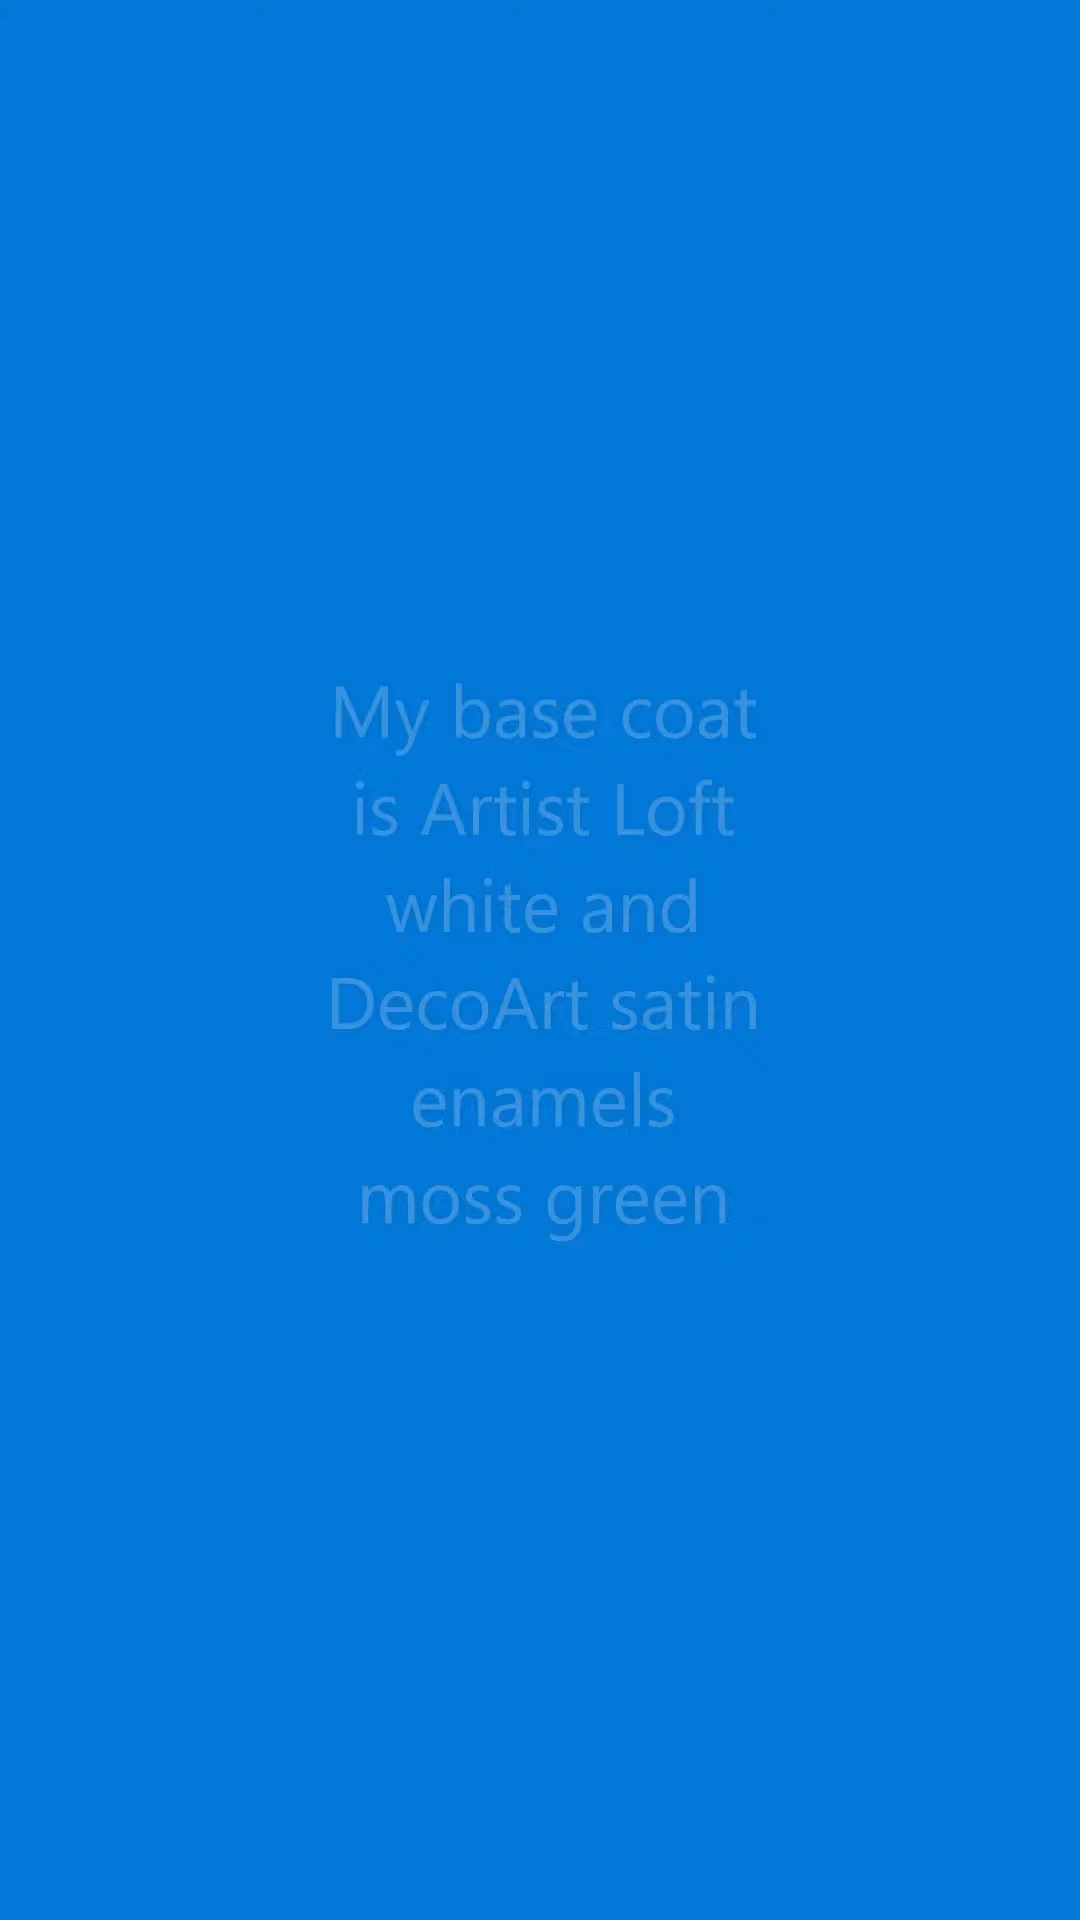 My base coat
is Artist Loft
white and
DecoArt satin
enamels
moss green